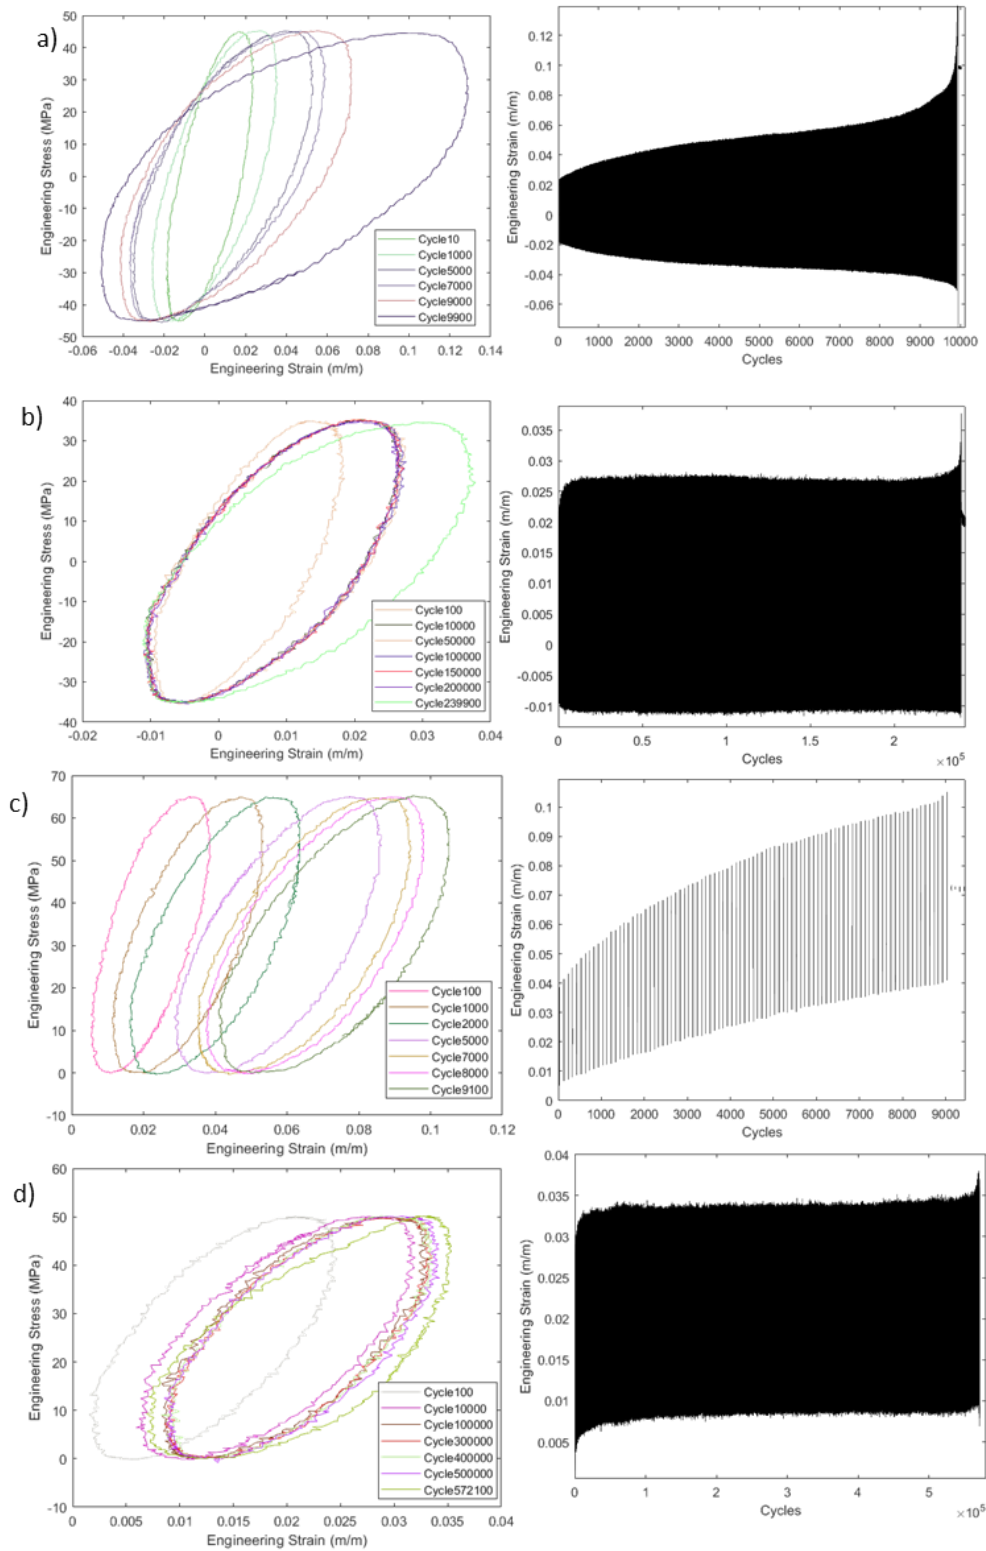 a)
50
40
30
20
10
0
-10
-20
-30
-40
-50
Engineering Stress (MPa)
Cycle10
Cycle1000
Cycle5000
Cycle7000
Cycle9000
Cycle9900
-0.06 -0.04 -0.02 0 0.02 0.04 0.06 0.08 0.1 0.12 0.14
Engineering Strain (m/m)
0.12
0.1
0.08
0.06
0.04
0.02
0
-0.02
-0.04
-0.06
Engineering Strain (m/m)
0 1000 2000 3000 4000 5000 6000 7000 8000 9000 10000
Cycles
b)
40
30
20
10
0
-10
-20
-30
-40
Engineering Stress (MPa)
Cycle100
Cycle10000
Cycle50000
Cycle100000
Cycle150000
Cycle200000
Cycle239900
-0.02 -0.01 0 0.01 0.02 0.03 0.04
Engineering Strain (m/m)
0.035
0.03
0.025
0.02
0.015
0.01
0.005
0
-0.005
-0.01
Engineering Strain (m/m)
0 0.5 1 1.5 2
Cycles
×10⁵
c)
70
60
50
40
30
20
10
0
-10
Engineering Stress (MPa)
Cycle100
Cycle1000
Cycle2000
Cycle5000
Cycle7000
Cycle8000
Cycle9100
0 0.02 0.04 0.06 0.08 0.1 0.12
Engineering Strain (m/m)
0.1
0.09
0.08
0.07
0.06
0.05
0.04
0.03
0.02
0.01
0
Engineering Strain (m/m)
0 1000 2000 3000 4000 5000 6000 7000 8000 9000
Cycles
d)
60
50
40
30
20
10
0
-10
Engineering Stress (MPa)
Cycle100
Cycle10000
Cycle100000
Cycle300000
Cycle400000
Cycle500000
Cycle572100
0 0.005 0.01 0.015 0.02 0.025 0.03 0.035 0.04
Engineering Strain (m/m)
0.04
0.035
0.03
0.025
0.02
0.015
0.01
0.005
Engineering Strain (m/m)
0 1 2 3 4 5
Cycles
×10⁵